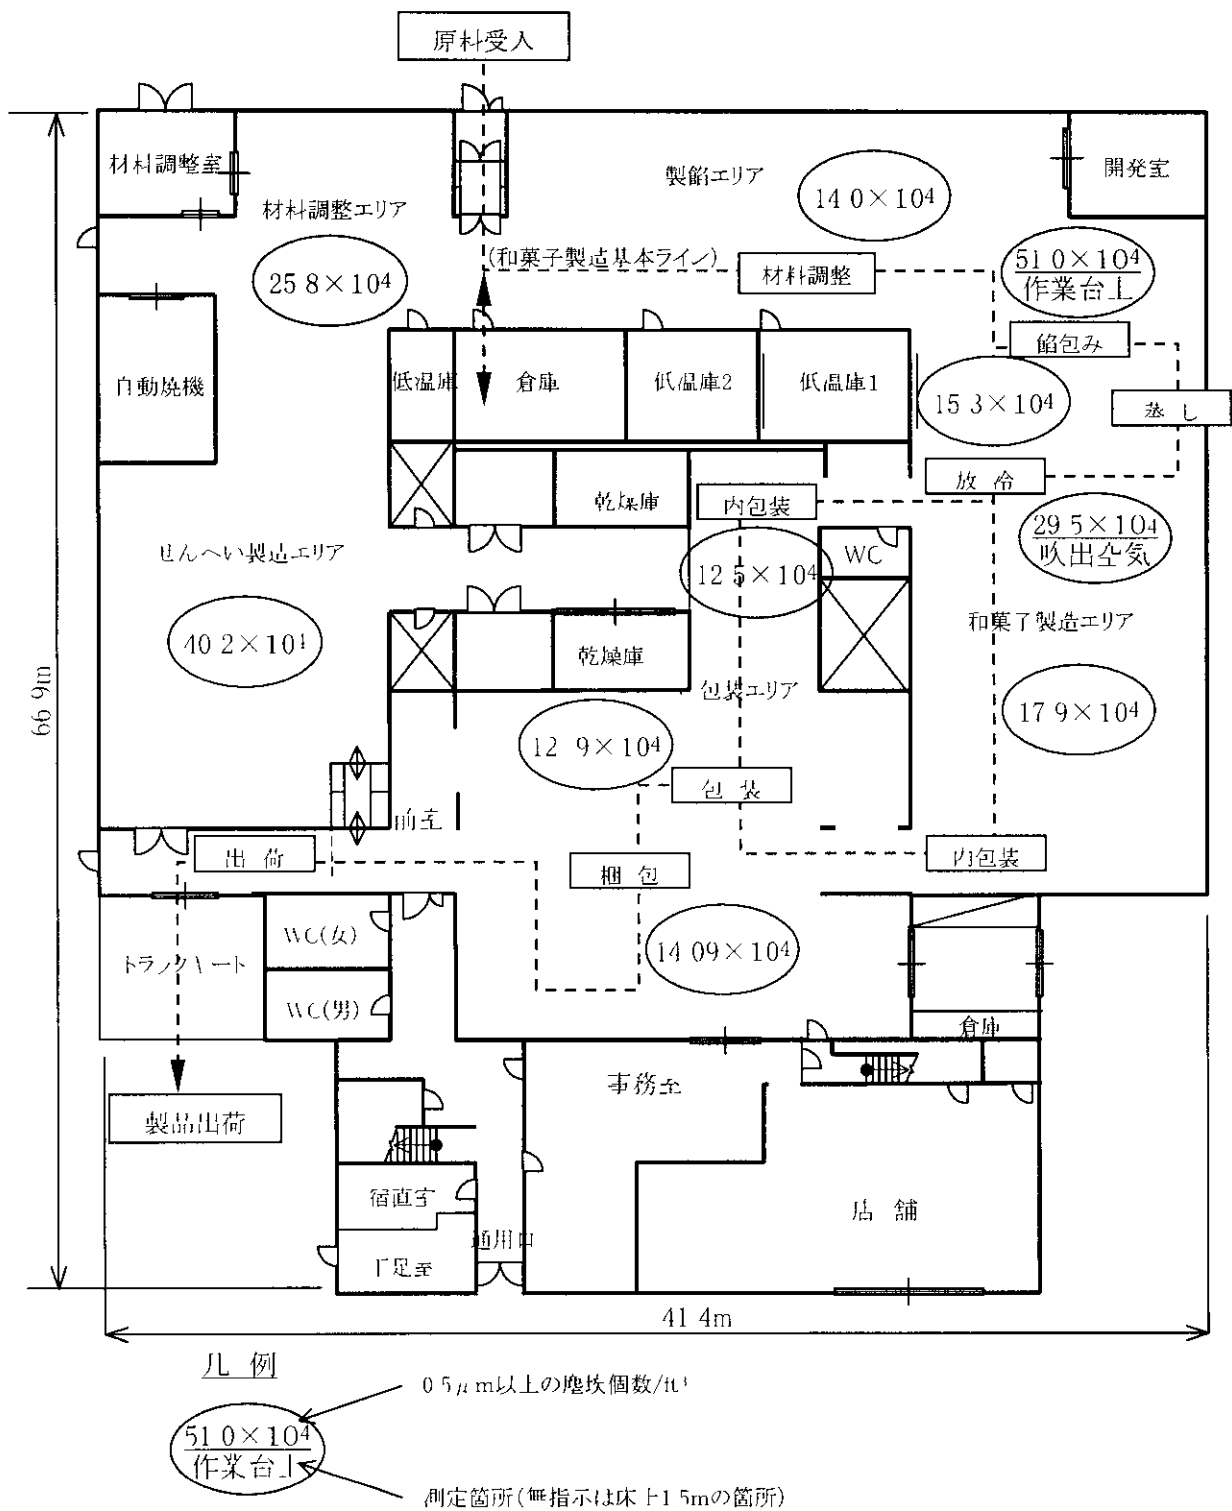 原料受入
材料調整室
材料調整エリア
製餡エリア
開発室
14 0×10⁴
25 8×10⁴
(和菓子製造基本ライン)
材料調整
51 0×10⁴
作業台上
餡包み
自動焼機
低温庫
倉庫
低温庫2
低温庫1
15 3×10⁴
蒸し
放冷
乾燥庫
内包装
29 5×10⁴
吹出空気
せんべい製造エリア
12 5×10⁴
WC
和菓子製造エリア
40 2×10⁴
乾燥庫
包装エリア
17 9×10⁴
12 9×10⁴
包装
66 9m
前室
出荷
梱包
内包装
WC(女)
14 09×10⁴
トラックヤート
WC(男)
倉庫
事務室
製品出荷
宿直室
店舗
通用口
下足室
41 4m
凡 例
0 5μm以上の塵埃個数/ft³
51 0×10⁴
作業台上
測定箇所(無指示は床上1 5mの箇所)